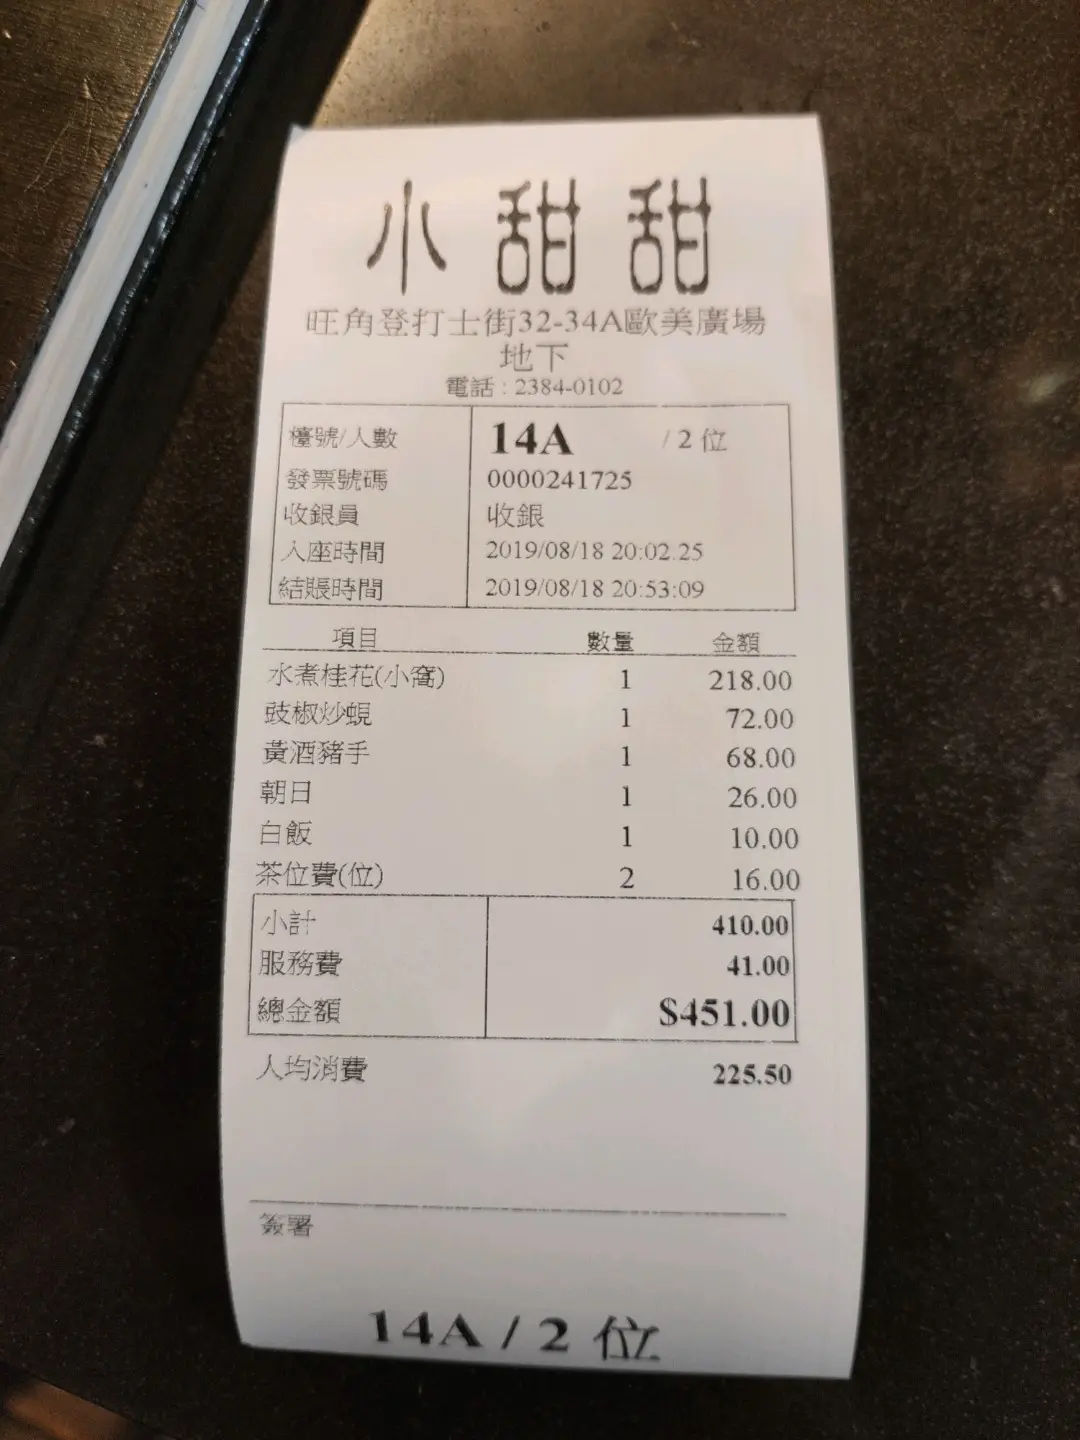 小甜甜
旺角登打士街32-34A歐美廣場
地下
電話：2384-0102
檯號/人數 14A / 2 位
發票號碼 0000241725
收銀員 收銀
入座時間 2019/08/18 20:02:25
結賬時間 2019/08/18 20:53:09
項目 數量 金額
水煮桂花(小窩) 1 218.00
豉椒炒蜆 1 72.00
黃酒豬手 1 68.00
朝日 1 26.00
白飯 1 10.00
茶位費(位) 2 16.00
小計 410.00
服務費 41.00
總金額 $451.00
人均消費 225.50
簽署
14A / 2 位